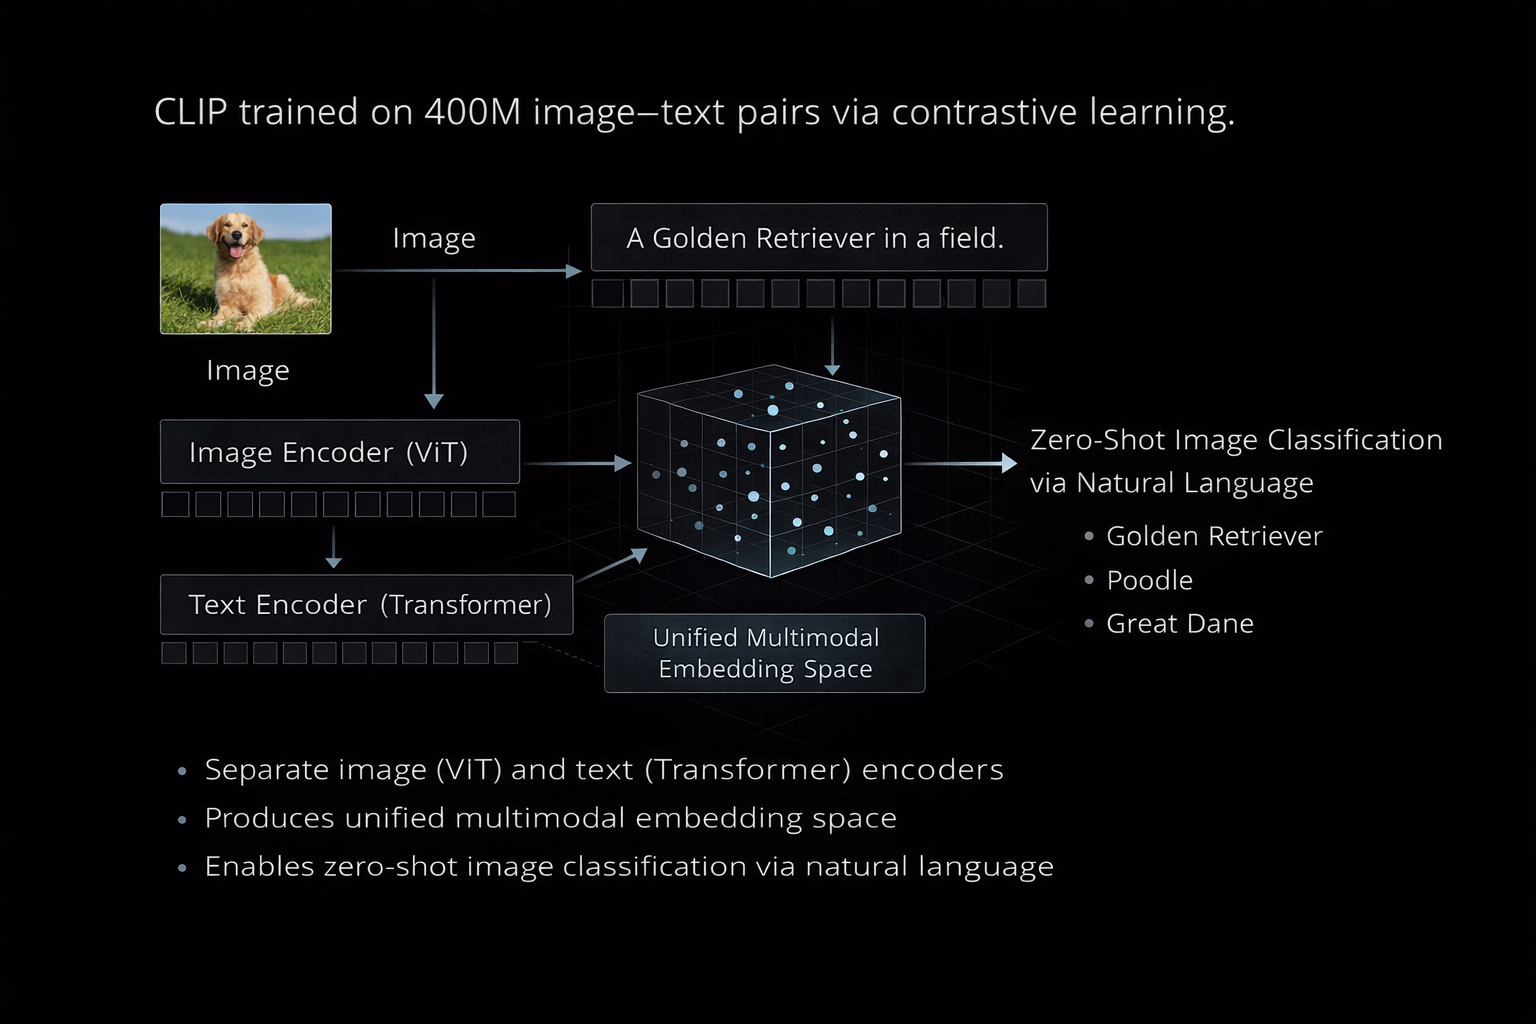 CLIP trained on 400M image–text pairs via contrastive learning.
Image
A Golden Retriever in a field.
Image
Image Encoder (ViT)
Text Encoder (Transformer)
Unified Multimodal
Embedding Space
Zero-Shot Image Classification
via Natural Language
• Golden Retriever
• Poodle
• Great Dane
• Separate image (ViT) and text (Transformer) encoders
• Produces unified multimodal embedding space
• Enables zero-shot image classification via natural language